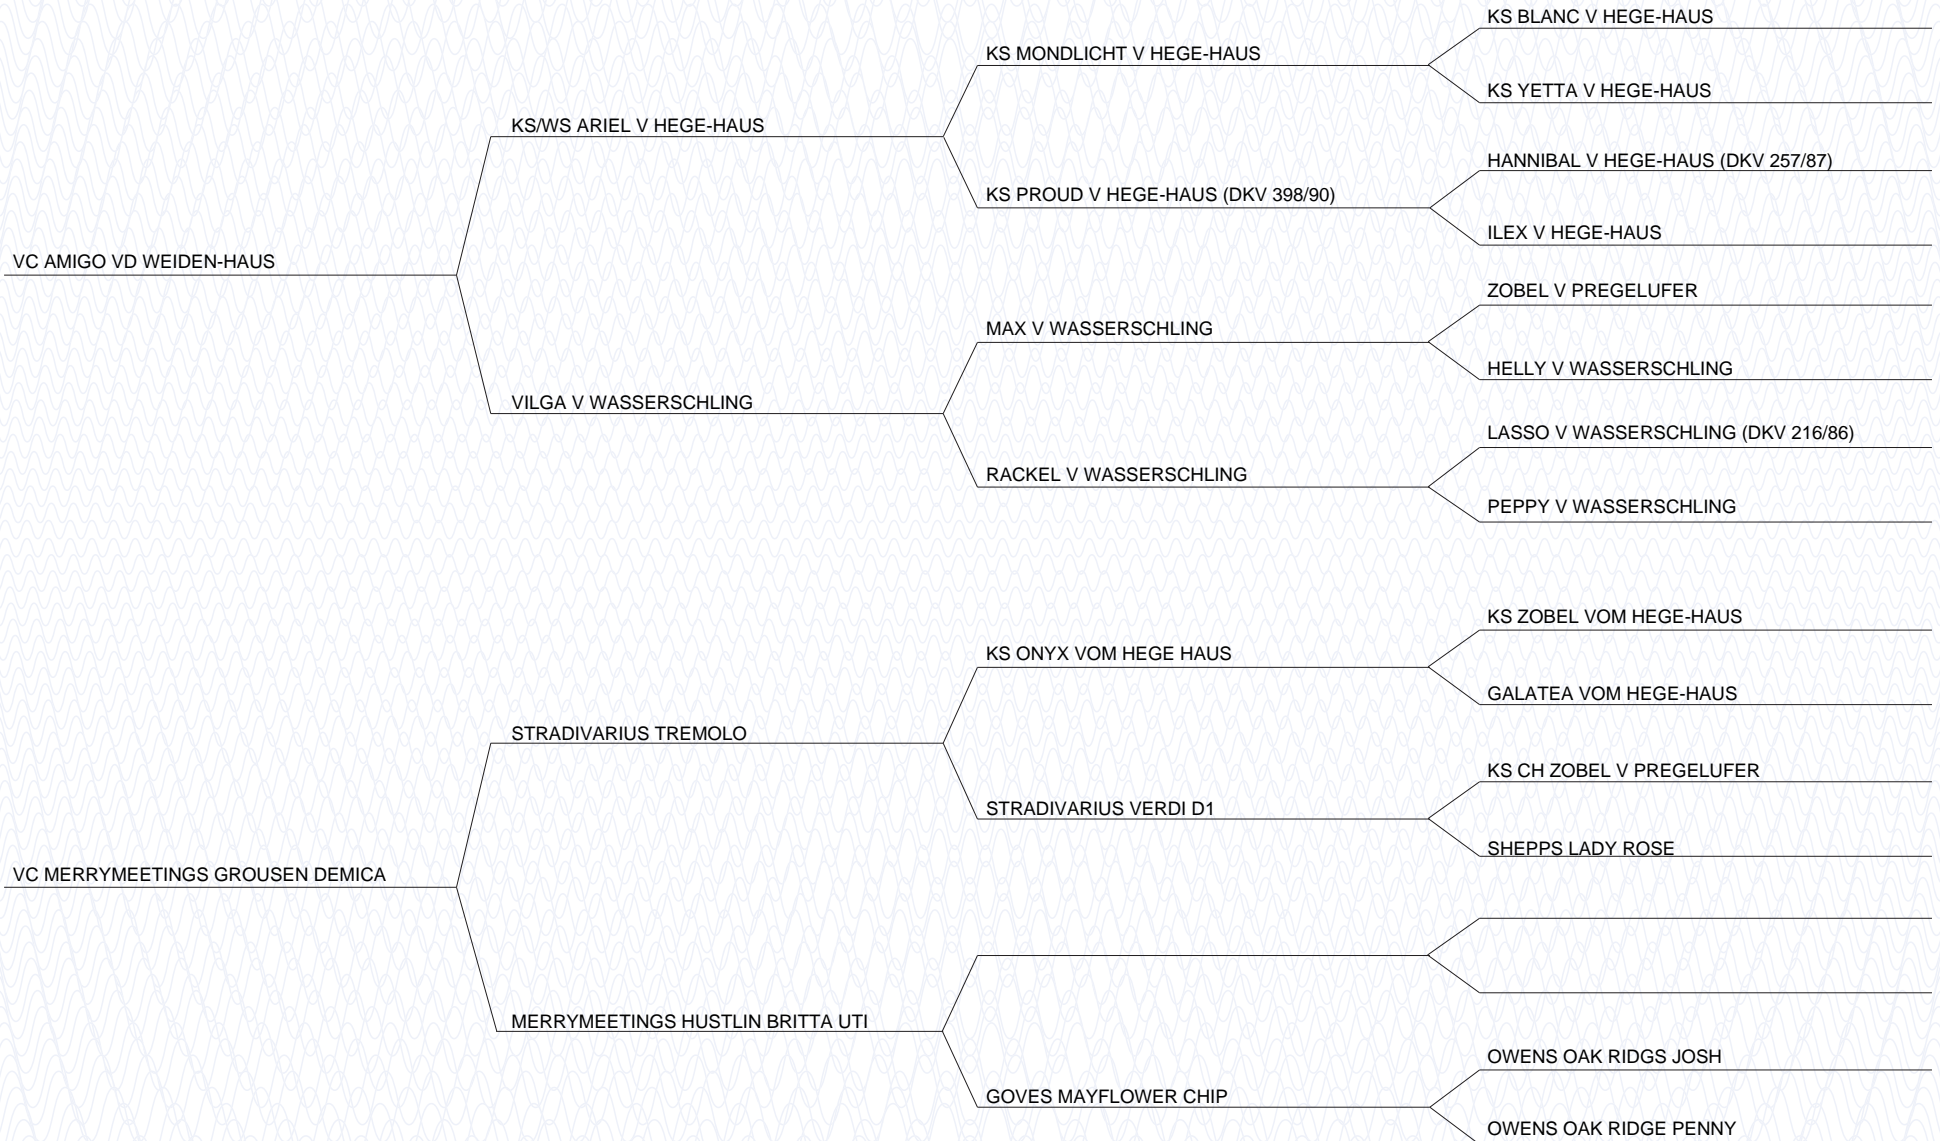 KS BLANC V HEGE-HAUS
KS MONDLICHT V HEGE-HAUS
KS YETTA V HEGE-HAUS
KS/WS ARIEL V HEGE-HAUS
HANNIBAL V HEGE-HAUS (DKV 257/87)
KS PROUD V HEGE-HAUS (DKV 398/90)
ILEX V HEGE-HAUS
VC AMIGO VD WEIDEN-HAUS
ZOBEL V PREGELUFER
MAX V WASSERSCHLING
HELLY V WASSERSCHLING
VILGA V WASSERSCHLING
LASSO V WASSERSCHLING (DKV 216/86)
RACKEL V WASSERSCHLING
PEPPY V WASSERSCHLING
KS ZOBEL VOM HEGE-HAUS
KS ONYX VOM HEGE HAUS
GALATEA VOM HEGE-HAUS
STRADIVARIUS TREMOLO
KS CH ZOBEL V PREGELUFER
STRADIVARIUS VERDI D1
SHEPPS LADY ROSE
VC MERRYMEETINGS GROUSEN DEMICA
MERRYMEETINGS HUSTLIN BRITTA UTI
OWENS OAK RIDGS JOSH
GOVES MAYFLOWER CHIP
OWENS OAK RIDGE PENNY